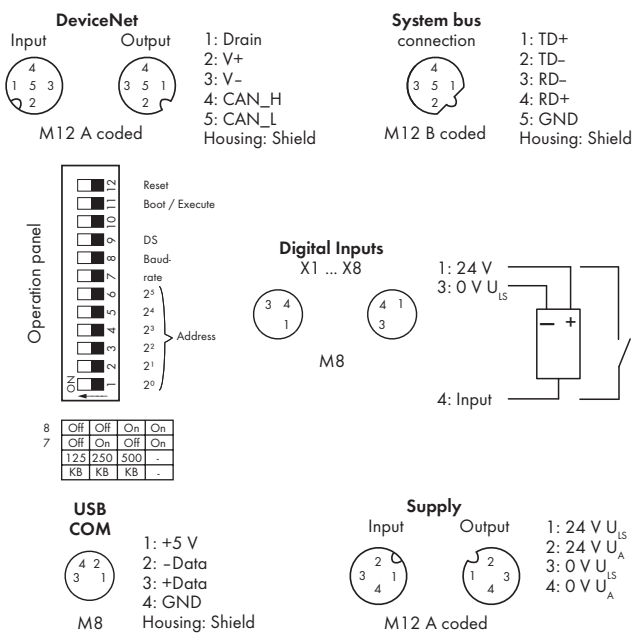 DeviceNet
Input Output
4
1 5 3
2
4
3 5 1
2
M12 A coded
1: Drain
2: V+
3: V–
4: CAN_H
5: CAN_L
Housing: Shield
System bus
connection
4
3 5 1
2
M12 B coded
1: TD+
2: TD–
3: RD–
4: RD+
5: GND
Housing: Shield
Operation panel
12 Reset
11 Boot / Execute
10
9 DS
8 Baud-
7 rate
6 2⁵
5 2⁴
4 2³
3 2²
2 2¹
1 2⁰
Address
ON
8 Off Off On On
7 Off On Off On
125 250 500 -
KB KB KB -
Digital Inputs
X1 ... X8
3 4
1
4 1
3
M8
1: 24 V
3: 0 V U_LS
– +
4: Input
USB
COM
4 2
3 1
M8
1: +5 V
2: –Data
3: +Data
4: GND
Housing: Shield
Supply
Input Output
2
3 1
4
2
1 3
4
M12 A coded
1: 24 V U_LS
2: 24 V U_A
3: 0 V U_LS
4: 0 V U_A